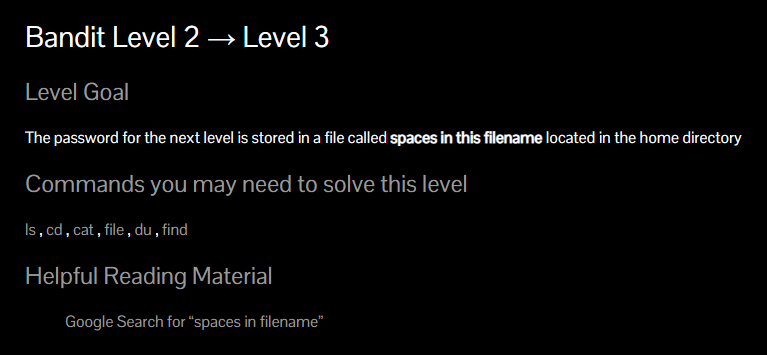 Bandit Level 2 → Level 3
Level Goal
The password for the next level is stored in a file called spaces in this filename located in the home directory
Commands you may need to solve this level
ls , cd , cat , file , du , find
Helpful Reading Material
Google Search for “spaces in filename”